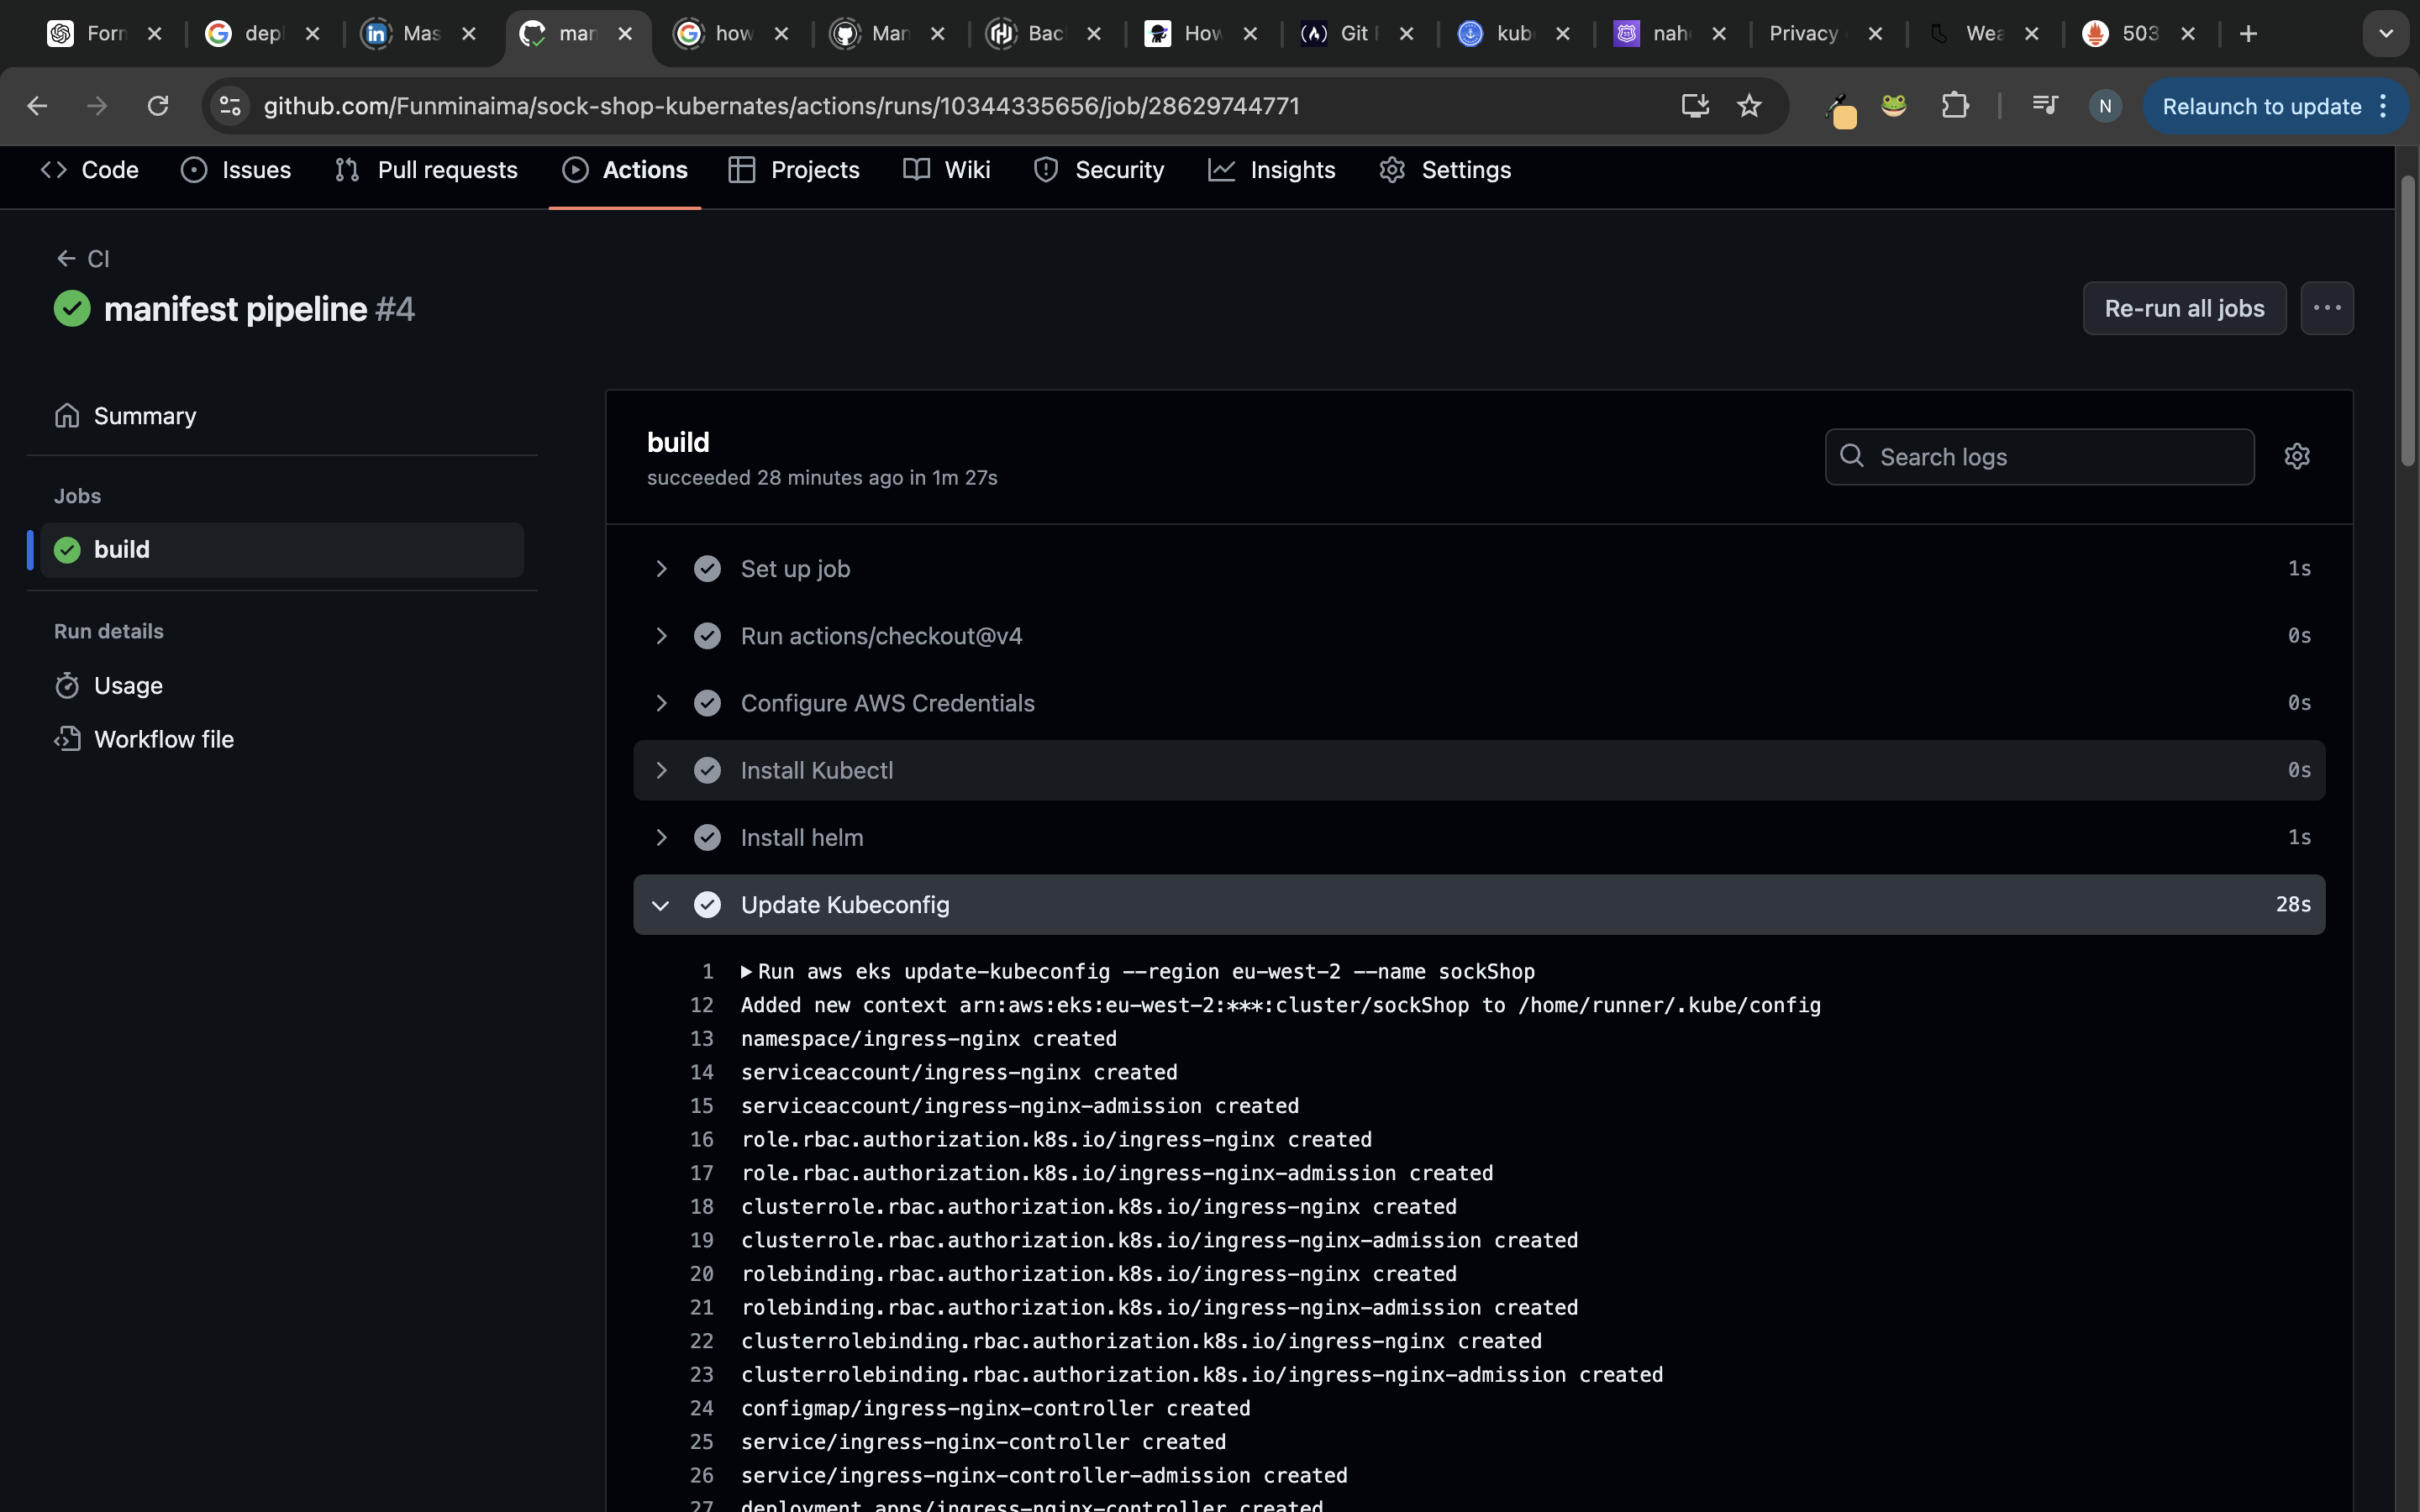 Forn
depl
Mas
man
how
Man
Bac
How
Git
kub
nah
Privacy
Wea
503
github.com/Funminaima/sock-shop-kubernates/actions/runs/10344335656/job/28629744771
N
Relaunch to update
Code
Issues
Pull requests
Actions
Projects
Wiki
Security
Insights
Settings
CI
manifest pipeline #4
Re-run all jobs
Summary
Jobs
build
Run details
Usage
Workflow file
build
succeeded 28 minutes ago in 1m 27s
Search logs
Set up job 1s
Run actions/checkout@v4 0s
Configure AWS Credentials 0s
Install Kubectl 0s
Install helm 1s
Update Kubeconfig 28s
1 Run aws eks update-kubeconfig --region eu-west-2 --name sockShop
12 Added new context arn:aws:eks:eu-west-2:***:cluster/sockShop to /home/runner/.kube/config
13 namespace/ingress-nginx created
14 serviceaccount/ingress-nginx created
15 serviceaccount/ingress-nginx-admission created
16 role.rbac.authorization.k8s.io/ingress-nginx created
17 role.rbac.authorization.k8s.io/ingress-nginx-admission created
18 clusterrole.rbac.authorization.k8s.io/ingress-nginx created
19 clusterrole.rbac.authorization.k8s.io/ingress-nginx-admission created
20 rolebinding.rbac.authorization.k8s.io/ingress-nginx created
21 rolebinding.rbac.authorization.k8s.io/ingress-nginx-admission created
22 clusterrolebinding.rbac.authorization.k8s.io/ingress-nginx created
23 clusterrolebinding.rbac.authorization.k8s.io/ingress-nginx-admission created
24 configmap/ingress-nginx-controller created
25 service/ingress-nginx-controller created
26 service/ingress-nginx-controller-admission created
27 deployment.apps/ingress-nginx-controller created